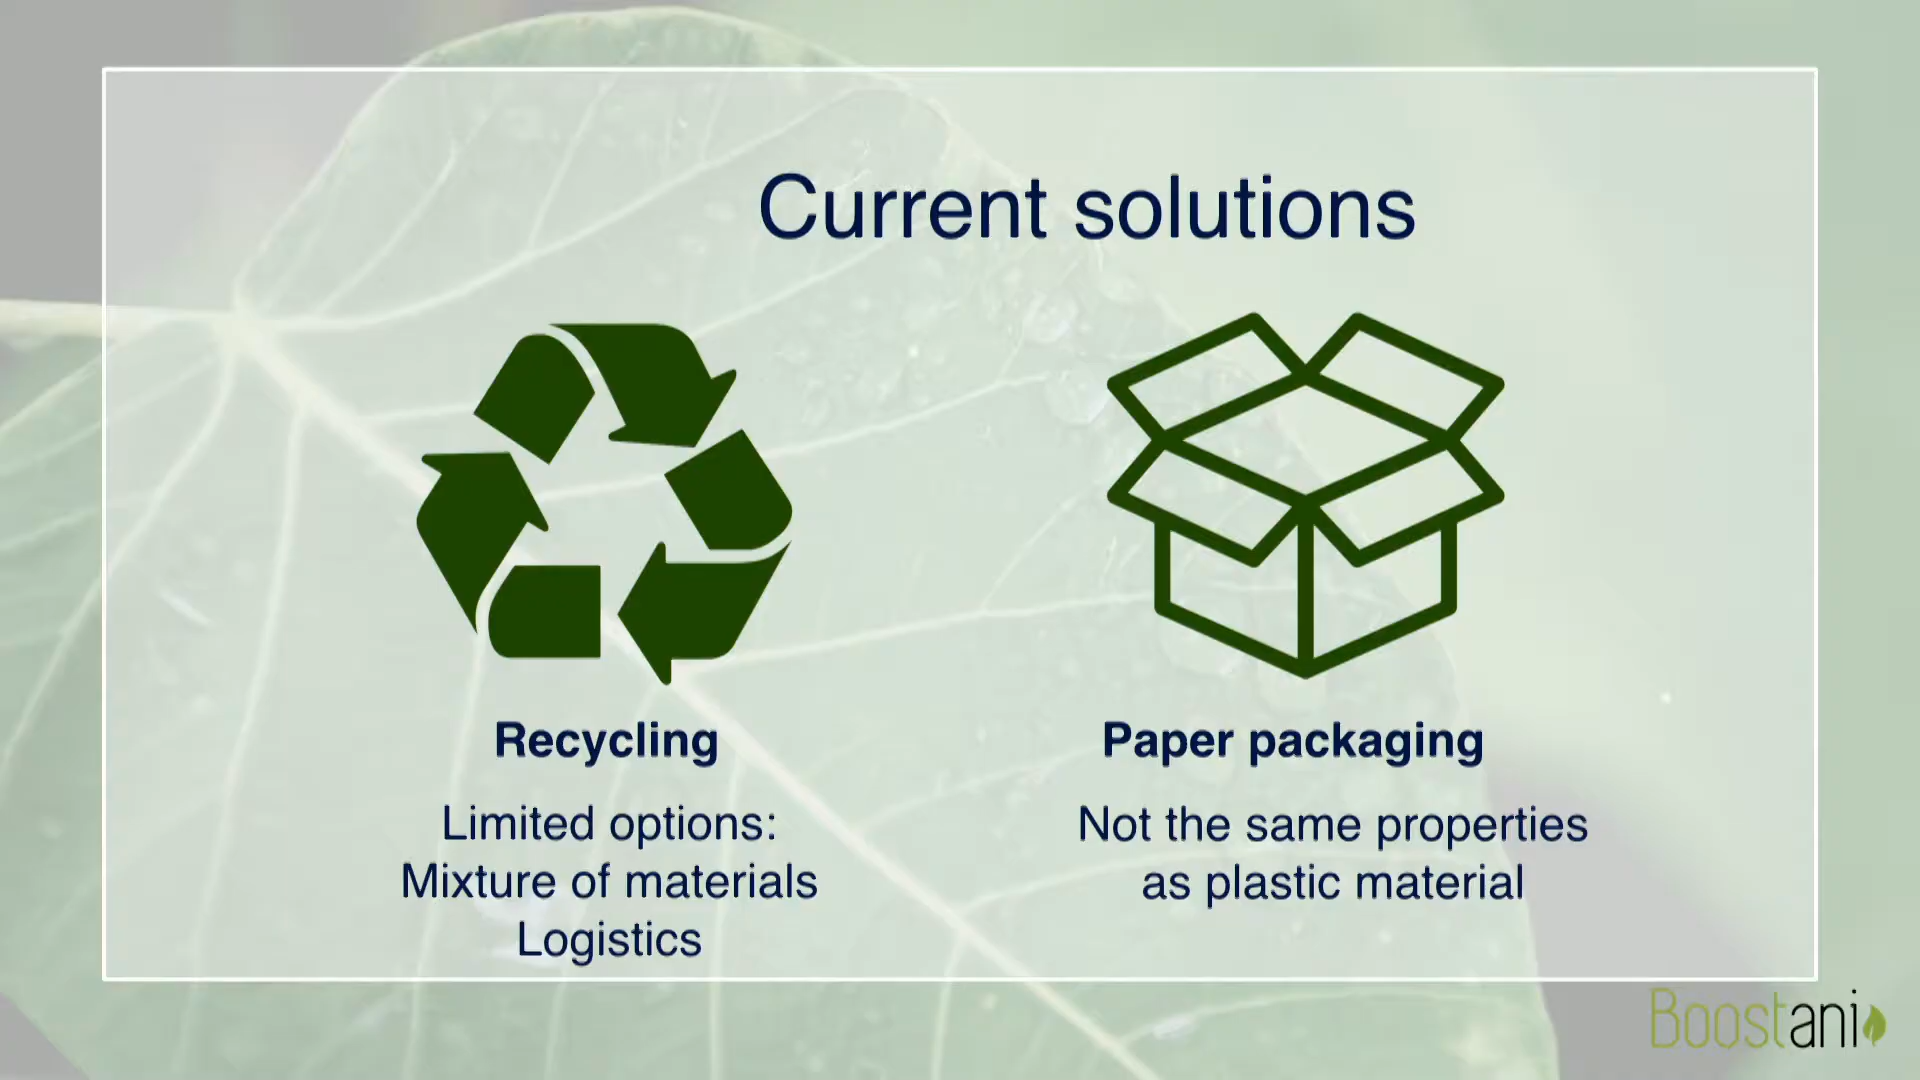 Current solutions
Recycling
Limited options:
Mixture of materials
Logistics
Paper packaging
Not the same properties
as plastic material
Boostani